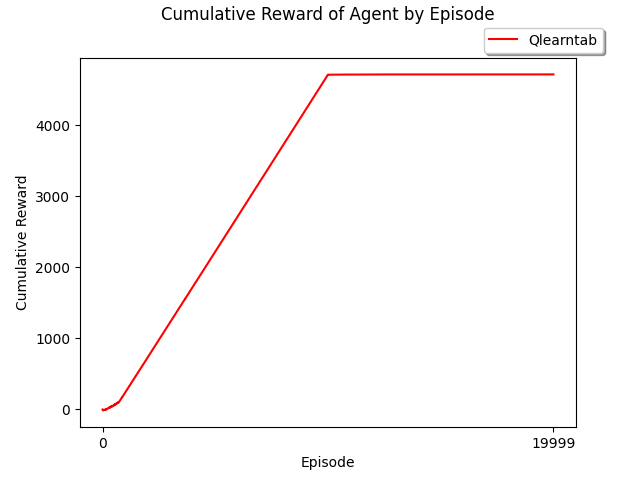 Cumulative Reward of Agent by Episode
Qlearntab
4000
3000
2000
1000
0
Cumulative Reward
0
19999
Episode